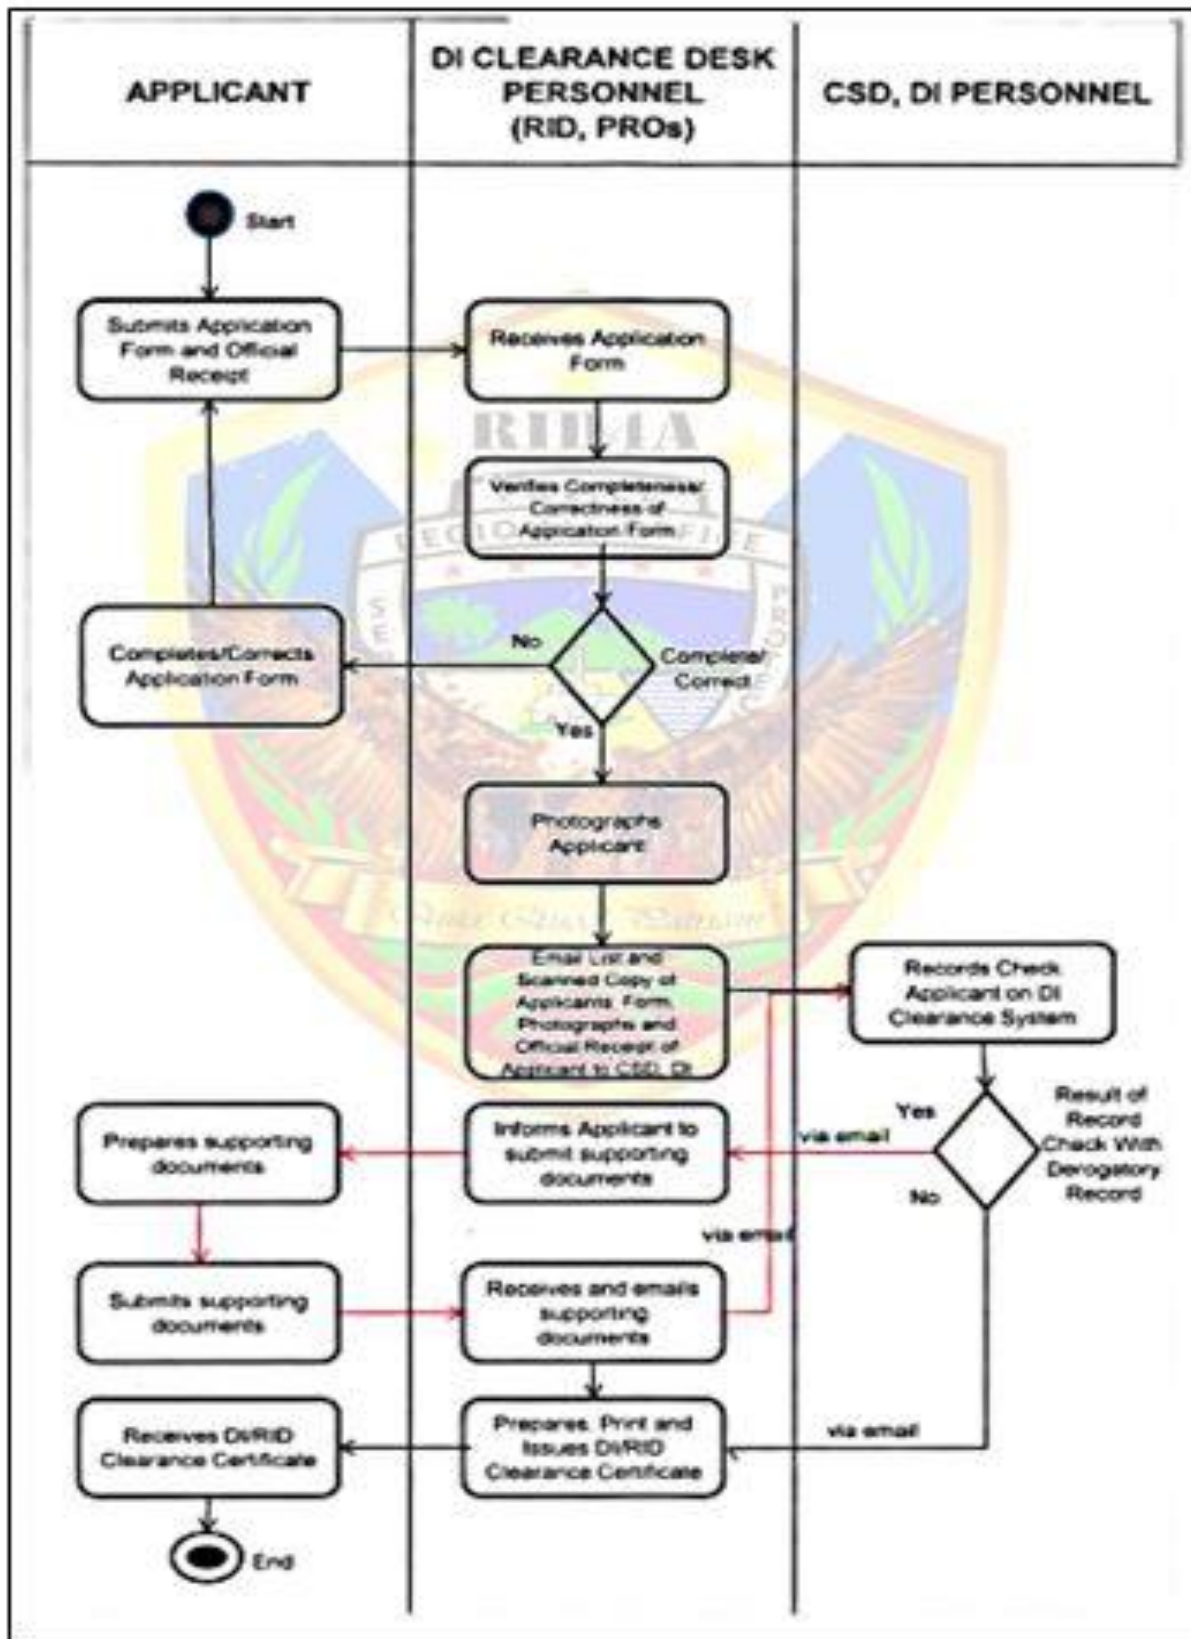 APPLICANT
DI CLEARANCE DESK
PERSONNEL
(RID, PROs)
CSD, DI PERSONNEL
Start
Submits Application
Form and Official
Receipt
Receives Application
Form
RID4A
Verifies Completeness/
Correctness of
Application Form
Completes/Corrects
Application Form
No
Complete/
Correct
Yes
Photographs
Applicant
Email List and
Scanned Copy of
Applicants Form,
Photographs and
Official Receipt of
Applicant to CSD, DI
Records Check
Applicant on DI
Clearance System
Prepares supporting
documents
Informs Applicant to
submit supporting
documents
Yes
via email
No
Result of
Record
Check With
Derogatory
Record
via email
Submits supporting
documents
Receives and emails
supporting
documents
Receives DI/RID
Clearance Certificate
Prepares, Print and
Issues DI/RID
Clearance Certificate
via email
End